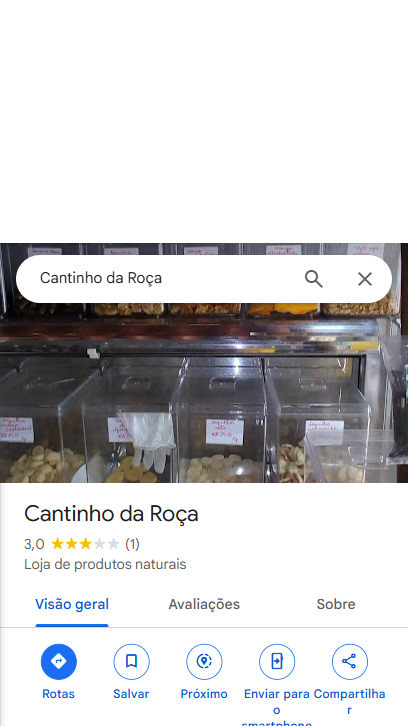 Cantinho da Roça
Cantinho da Roça
3,0 (1)
Loja de produtos naturais
Visão geral Avaliações Sobre
Rotas Salvar Próximo Enviar para o smartphone Compartilhar